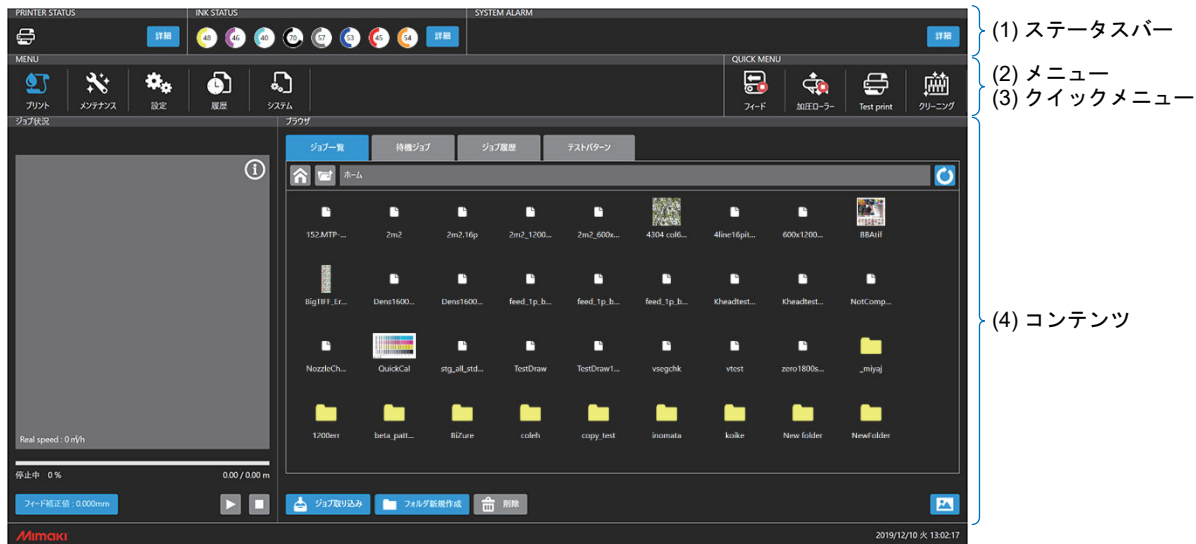 PRINTER STATUS
INK STATUS
SYSTEM ALARM
詳細
48 46 40 70 57 53 45 54
詳細
詳細
(1) ステータスバー
MENU
QUICK MENU
プリント
メンテナンス
設定
履歴
システム
フィード
加圧ローラー
Test print
クリーニング
(2) メニュー
(3) クイックメニュー
ジョブ状況
ブラウザ
ジョブ一覧
待機ジョブ
ジョブ履歴
テストパターン
ホーム
152.MTP-...
2m2
2m2.16p
2m2_1200...
2m2_600x...
4304 col6...
4line16pit...
600x1200...
BBAtif
BigTIFF_Er...
Dens1600...
Dens1600...
feed_1p_b...
feed_1p_b...
feed_1p_b...
Kheadtest...
Kheadtest...
NotComp...
(4) コンテンツ
NozzleCh...
QuickCal
stg_all_std...
TestDraw
TestDraw1...
vsegchk
vtest
zero1800s...
_miyaj
1200err
beta_patt...
BiZure
coleh
copy_test
inomata
koike
New folder
NewFolder
Real speed : 0 ㎡/h
停止中 0 %
0.00 / 0.00 m
フィード補正値 : 0.000mm
ジョブ取り込み
フォルダ新規作成
削除
Mimaki
2019/12/10 火 13:02:17